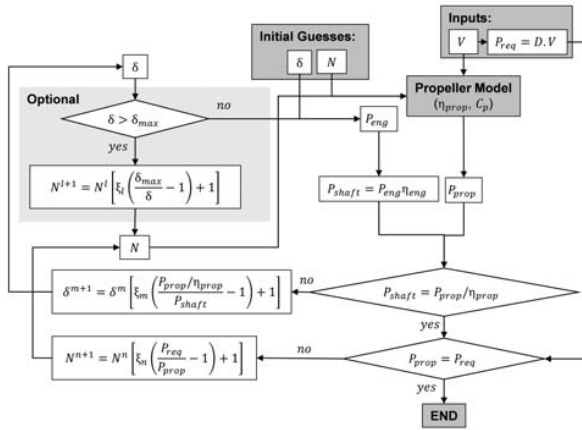 Inputs:
V
P_req = D.V
Initial Guesses:
δ
N
δ
Propeller Model
(η_prop, C_p)
Optional
no
δ > δ_max
P_eng
yes
N^{l+1} = N^l [ξ_l (δ_max/δ − 1) + 1]
P_shaft = P_eng η_eng
P_prop
N
δ^{m+1} = δ^m [ξ_m ((P_prop/η_prop)/P_shaft − 1) + 1]
no
P_shaft = P_prop/η_prop
yes
N^{n+1} = N^n [ξ_n (P_req/P_prop − 1) + 1]
no
P_prop = P_req
yes
END